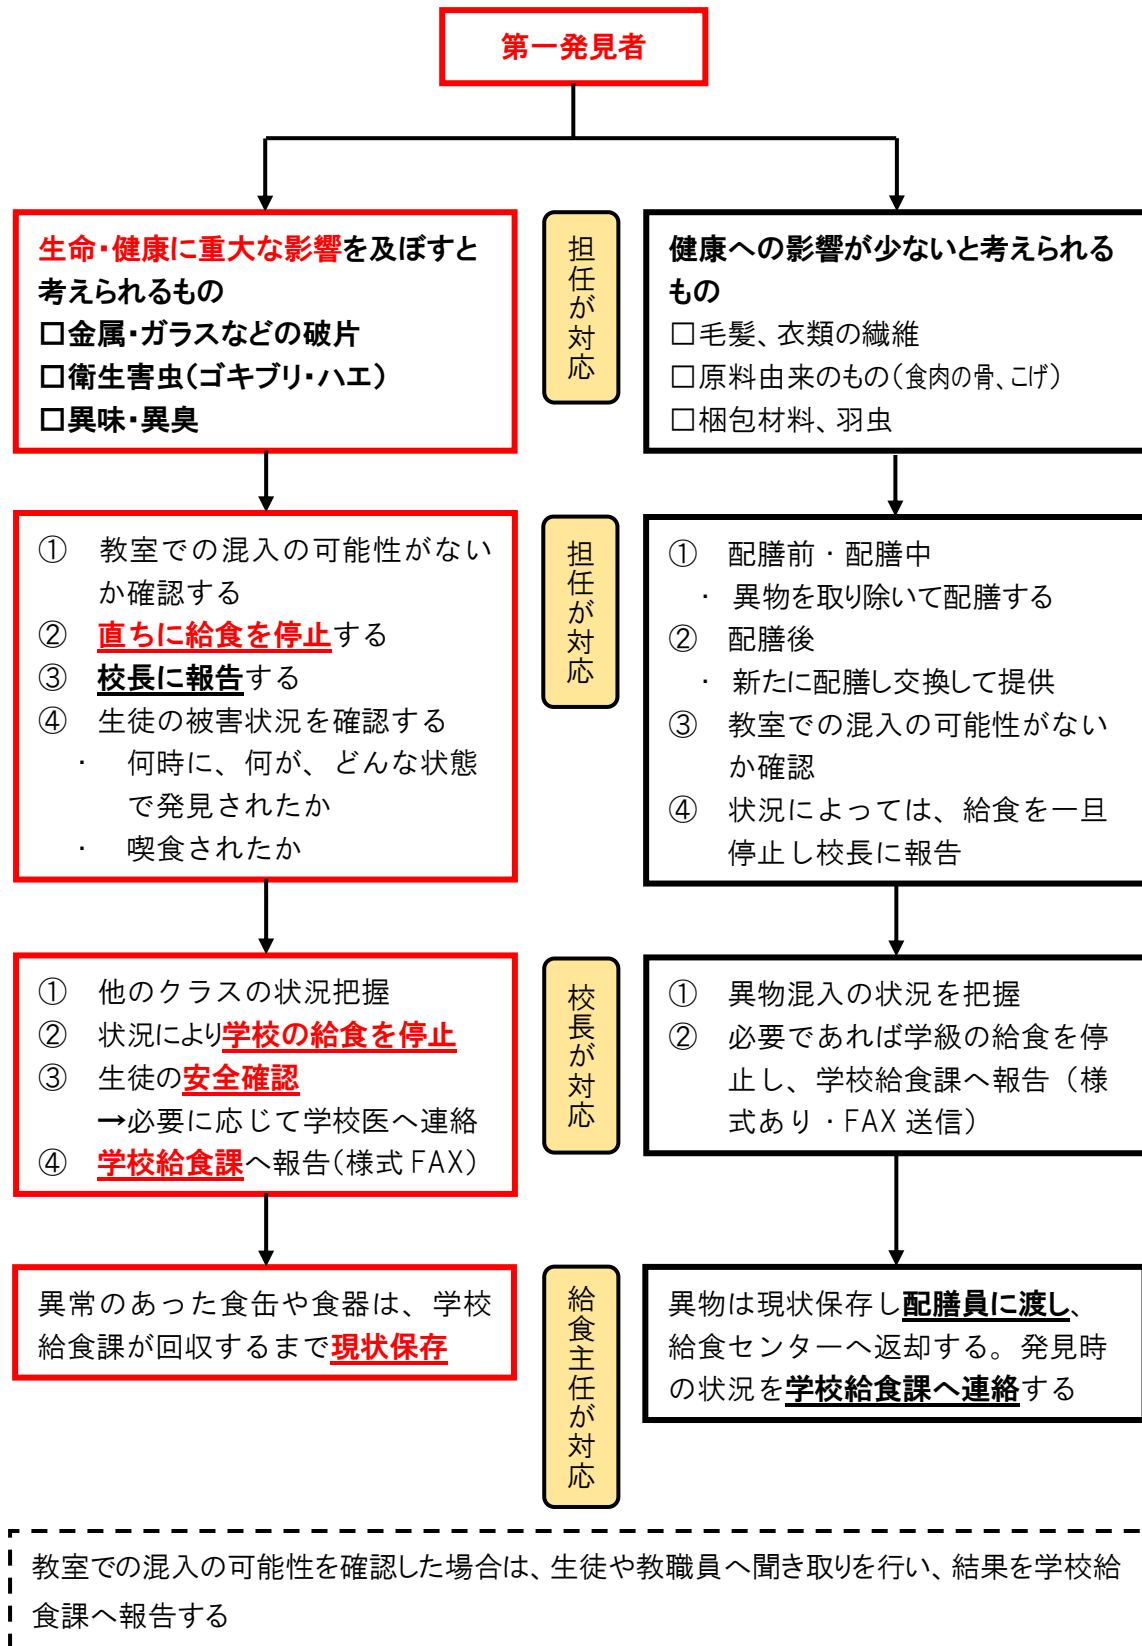 第一発見者
生命・健康に重大な影響を及ぼすと
考えられるもの
□金属・ガラスなどの破片
□衛生害虫（ゴキブリ・ハエ）
□異味・異臭
担任が対応
健康への影響が少ないと考えられる
もの
□毛髪、衣類の繊維
□原料由来のもの（食肉の骨、こげ）
□梱包材料、羽虫
① 教室での混入の可能性がない
か確認する
② 直ちに給食を停止する
③ 校長に報告する
④ 生徒の被害状況を確認する
・ 何時に、何が、どんな状態
で発見されたか
・ 喫食されたか
担任が対応
① 配膳前・配膳中
・ 異物を取り除いて配膳する
② 配膳後
・ 新たに配膳し交換して提供
③ 教室での混入の可能性がない
か確認
④ 状況によっては、給食を一旦
停止し校長に報告
① 他のクラスの状況把握
② 状況により学校の給食を停止
③ 生徒の安全確認
→必要に応じて学校医へ連絡
④ 学校給食課へ報告（様式 FAX）
校長が対応
① 異物混入の状況を把握
② 必要であれば学級の給食を停
止し、学校給食課へ報告（様
式あり・FAX 送信）
異常のあった食缶や食器は、学校
給食課が回収するまで現状保存
給食主任が対応
異物は現状保存し配膳員に渡し、
給食センターへ返却する。発見時
の状況を学校給食課へ連絡する
教室での混入の可能性を確認した場合は、生徒や教職員へ聞き取りを行い、結果を学校給
食課へ報告する